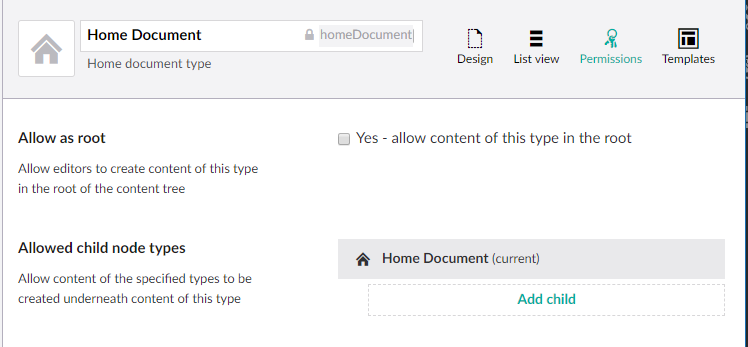 Home Document homeDocument
Home document type
Design List view Permissions Templates
Allow as root
Yes - allow content of this type in the root
Allow editors to create content of this type
in the root of the content tree
Allowed child node types
Home Document (current)
Allow content of the specified types to be
created underneath content of this type
Add child